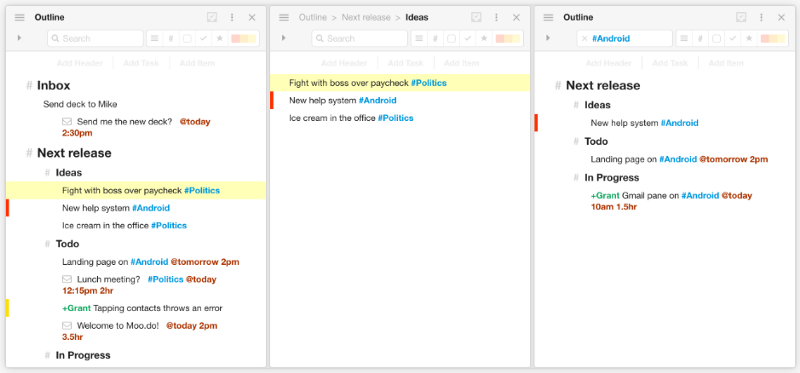 Outline
Search
Add Header Add Task Add Item
# Inbox
Send deck to Mike
Send me the new deck? @today
2:30pm
# Next release
# Ideas
Fight with boss over paycheck #Politics
New help system #Android
Ice cream in the office #Politics
# Todo
Landing page on #Android @tomorrow 2pm
Lunch meeting? #Politics @today
12:15pm 2hr
+Grant Tapping contacts throws an error
Welcome to Moo.do! @today 2pm
3.5hr
# In Progress
Outline > Next release > Ideas
Search
#
Add Header Add Task Add Item
Fight with boss over paycheck #Politics
New help system #Android
Ice cream in the office #Politics
Outline
#Android
#
Add Header Add Task Add Item
# Next release
# Ideas
New help system #Android
# Todo
Landing page on #Android @tomorrow 2pm
# In Progress
+Grant Gmail pane on #Android @today
10am 1.5hr